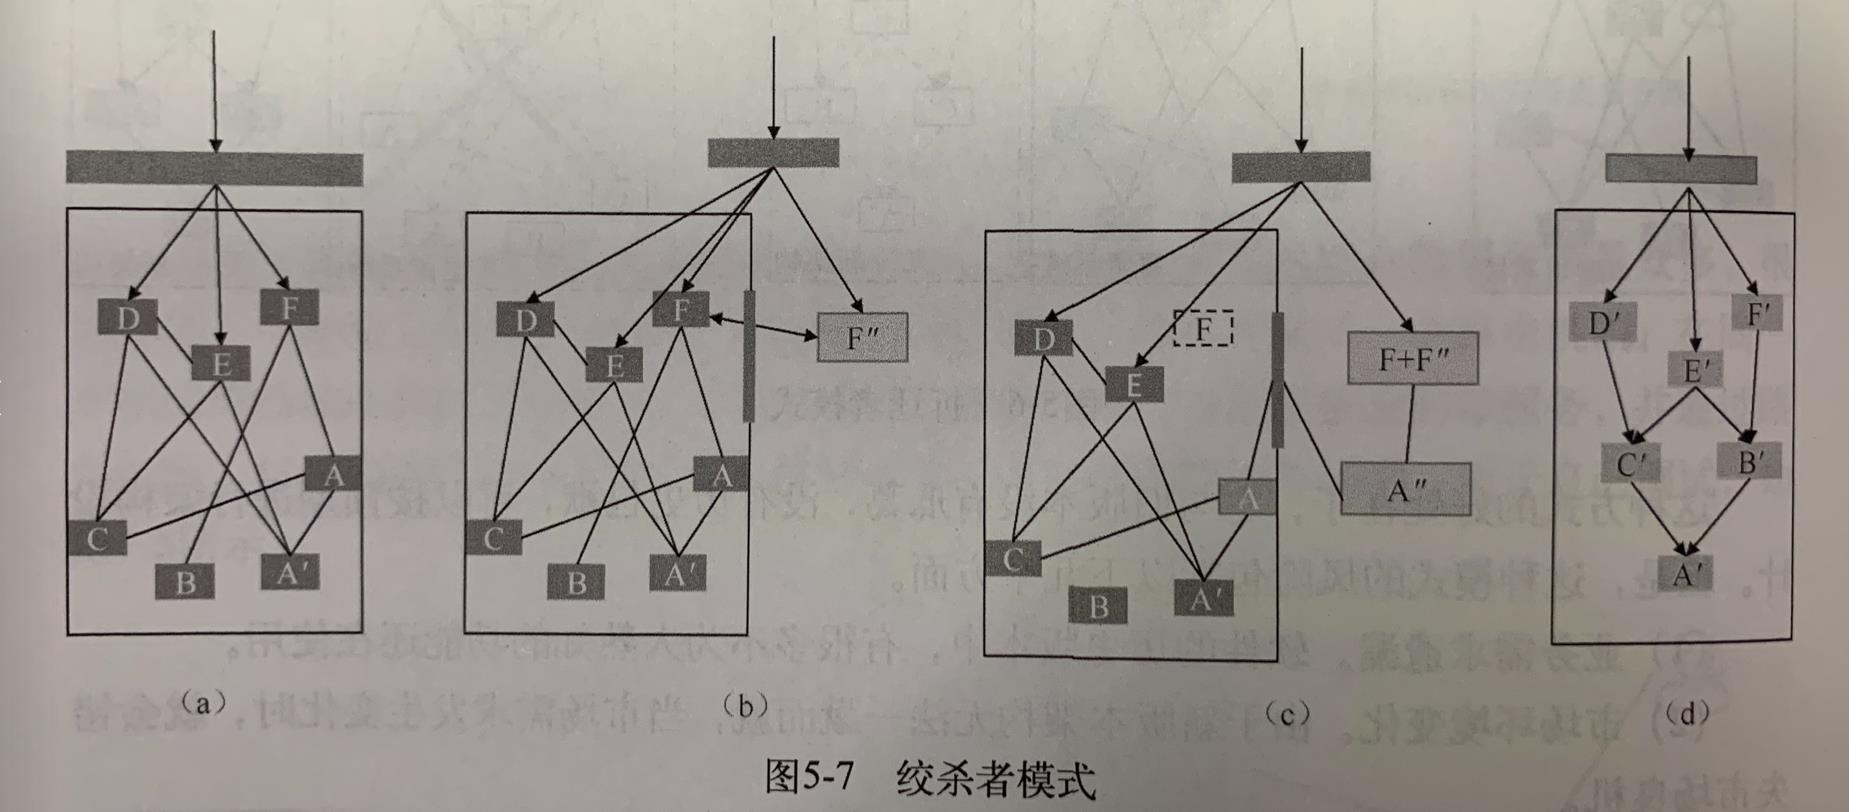 D
F
E
A
C
B
A′
(a)
D
F
F″
E
A
C
B
A′
(b)
D
F
F+F″
E
A
A″
C
B
A′
(c)
D′
F′
E′
C′
B′
A′
(d)
图5-7 绞杀者模式